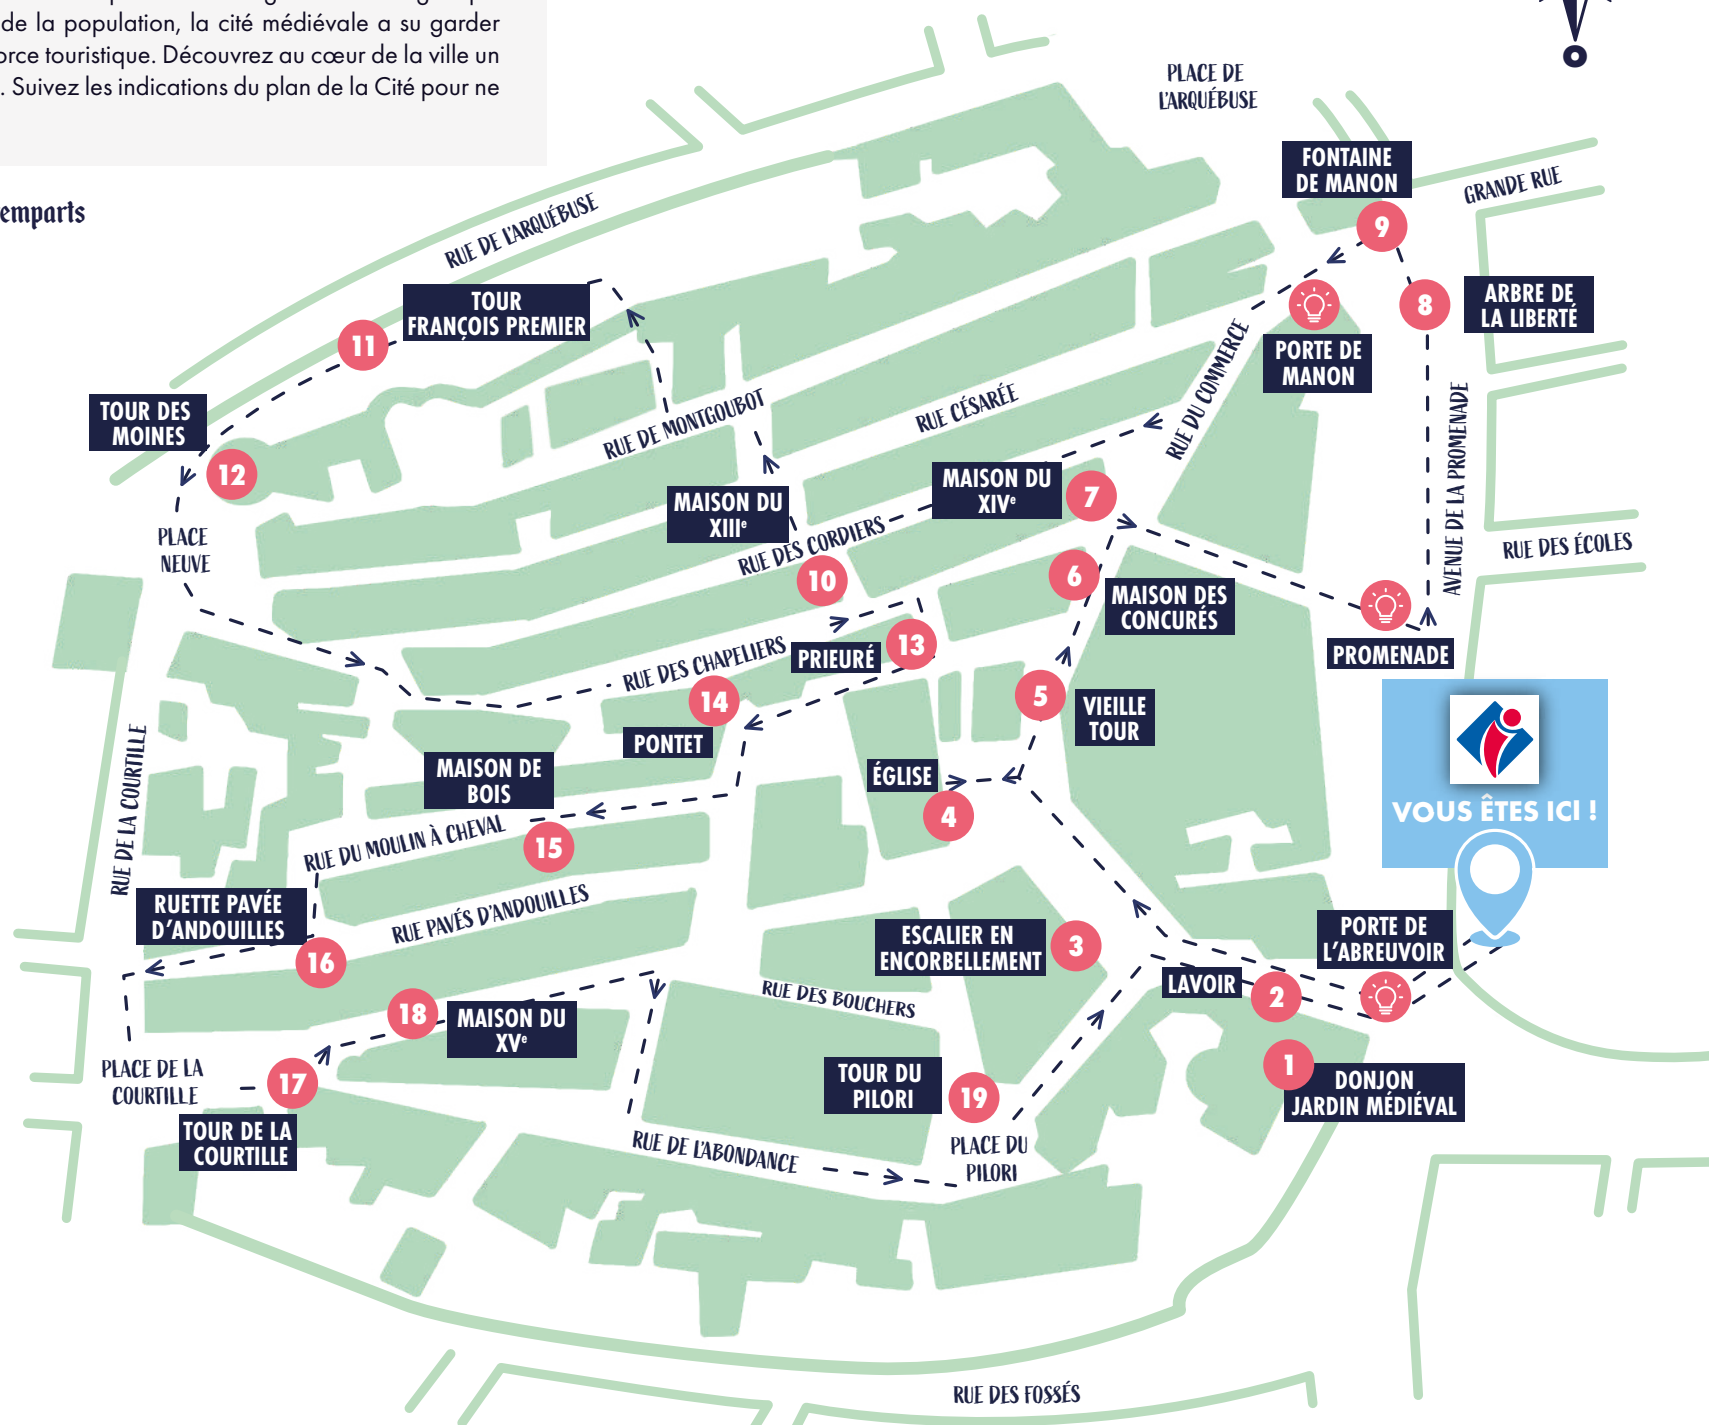 de la population, la cité médiévale a su garder
orce touristique. Découvrez au cœur de la ville un
. Suivez les indications du plan de la Cité pour ne
emparts
PLACE DE
L'ARQUÉBUSE
FONTAINE
DE MANON
GRANDE RUE
9
RUE DE L'ARQUÉBUSE
TOUR
FRANÇOIS PREMIER
11
8
ARBRE DE
LA LIBERTÉ
PORTE DE
MANON
RUE DU COMMERCE
AVENUE DE LA PROMENADE
TOUR DES
MOINES
12
RUE DE MONTGOUBOT
RUE CÉSARÉE
MAISON DU
XIVe
7
MAISON DU
XIIIe
PLACE
NEUVE
RUE DES CORDIERS
10
RUE DES ÉCOLES
6
MAISON DES
CONCURÉS
PROMENADE
PRIEURÉ
13
RUE DES CHAPELIERS
14
PONTET
5
VIEILLE
TOUR
VOUS ÊTES ICI !
RUE DE LA COURTILLE
MAISON DE
BOIS
ÉGLISE
4
RUE DU MOULIN À CHEVAL
15
RUETTE PAVÉE
D'ANDOUILLES
16
RUE PAVÉS D'ANDOUILLES
ESCALIER EN
ENCORBELLEMENT
3
PORTE DE
L'ABREUVOIR
LAVOIR
2
RUE DES BOUCHERS
18
MAISON DU
XVe
PLACE DE LA
COURTILLE
17
TOUR DE LA
COURTILLE
TOUR DU
PILORI
19
1
DONJON
JARDIN MÉDIÉVAL
RUE DE L'ABONDANCE
PLACE DU
PILORI
RUE DES FOSSÉS